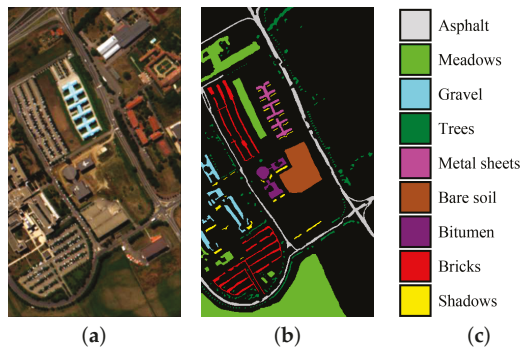 Asphalt
Meadows
Gravel
Trees
Metal sheets
Bare soil
Bitumen
Bricks
Shadows
(a) (b) (c)